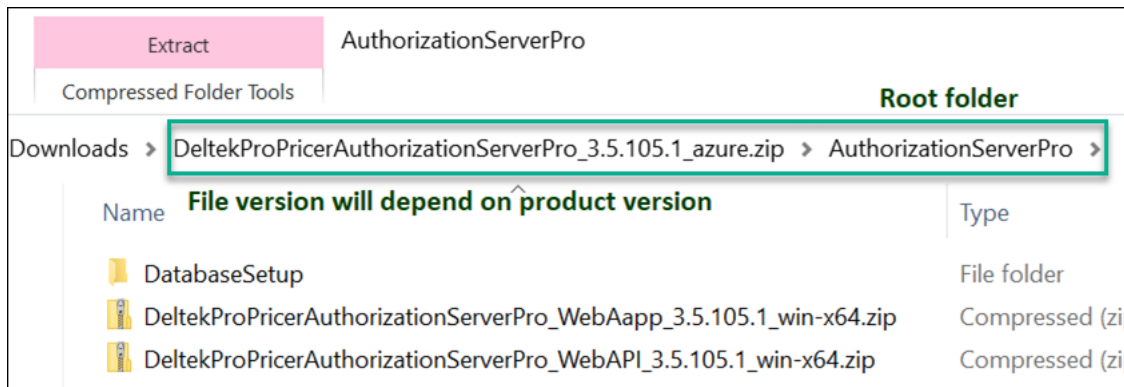 Extract AuthorizationServerPro
Compressed Folder Tools
Root folder
Downloads > DeltekProPricerAuthorizationServerPro_3.5.105.1_azure.zip > AuthorizationServerPro >
Name File version will depend on product version Type
DatabaseSetup File folder
DeltekProPricerAuthorizationServerPro_WebAapp_3.5.105.1_win-x64.zip Compressed (zi
DeltekProPricerAuthorizationServerPro_WebAPI_3.5.105.1_win-x64.zip Compressed (zi